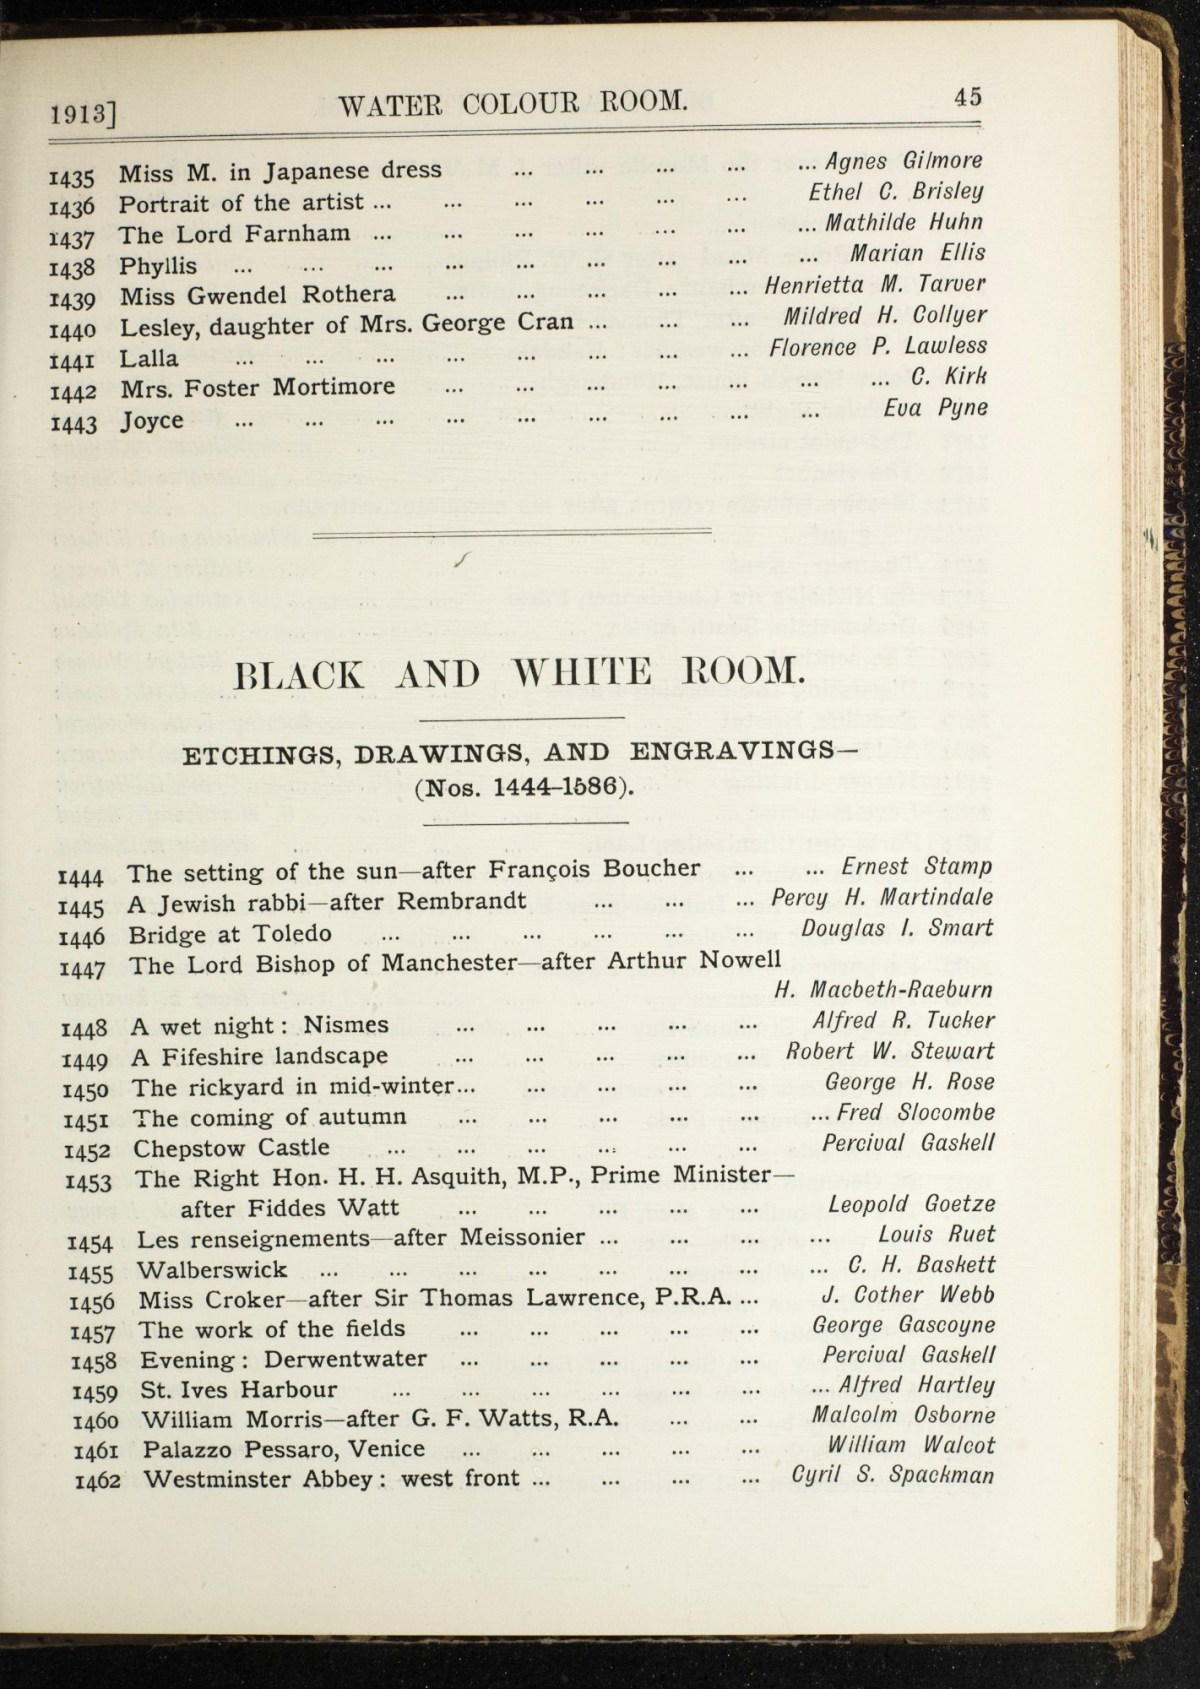 1913] WATER COLOUR ROOM. 45
1435 Miss M. in Japanese dress ... ... ... ... ... Agnes Gilmore
1436 Portrait of the artist ... ... ... ... ... ... Ethel C. Brisley
1437 The Lord Farnham ... ... ... ... ... ... ... Mathilde Huhn
1438 Phyllis ... ... ... ... ... ... ... ... ... Marian Ellis
1439 Miss Gwendel Rothera ... ... ... ... ... Henrietta M. Tarver
1440 Lesley, daughter of Mrs. George Cran ... ... ... Mildred H. Collyer
1441 Lalla ... ... ... ... ... ... ... ... Florence P. Lawless
1442 Mrs. Foster Mortimore ... ... ... ... ... ... ... C. Kirk
1443 Joyce ... ... ... ... ... ... ... ... ... Eva Pyne
BLACK AND WHITE ROOM.
ETCHINGS, DRAWINGS, AND ENGRAVINGS—
(Nos. 1444–1586).
1444 The setting of the sun—after François Boucher ... ... Ernest Stamp
1445 A Jewish rabbi—after Rembrandt ... ... ... Percy H. Martindale
1446 Bridge at Toledo ... ... ... ... ... ... Douglas I. Smart
1447 The Lord Bishop of Manchester—after Arthur Nowell
H. Macbeth-Raeburn
1448 A wet night: Nismes ... ... ... ... ... Alfred R. Tucker
1449 A Fifeshire landscape ... ... ... ... ... Robert W. Stewart
1450 The rickyard in mid-winter... ... ... ... ... George H. Rose
1451 The coming of autumn ... ... ... ... ... ... Fred Slocombe
1452 Chepstow Castle ... ... ... ... ... ... Percival Gaskell
1453 The Right Hon. H. H. Asquith, M.P., Prime Minister—
after Fiddes Watt ... ... ... ... ... Leopold Goetze
1454 Les renseignements—after Meissonier ... ... ... ... Louis Ruet
1455 Walberswick ... ... ... ... ... ... ... ... C. H. Baskett
1456 Miss Croker—after Sir Thomas Lawrence, P.R.A. ... J. Cother Webb
1457 The work of the fields ... ... ... ... ... George Gascoyne
1458 Evening: Derwentwater ... ... ... ... ... Percival Gaskell
1459 St. Ives Harbour ... ... ... ... ... ... ... Alfred Hartley
1460 William Morris—after G. F. Watts, R.A. ... ... Malcolm Osborne
1461 Palazzo Pessaro, Venice ... ... ... ... ... William Walcot
1462 Westminster Abbey: west front ... ... ... ... Cyril S. Spackman